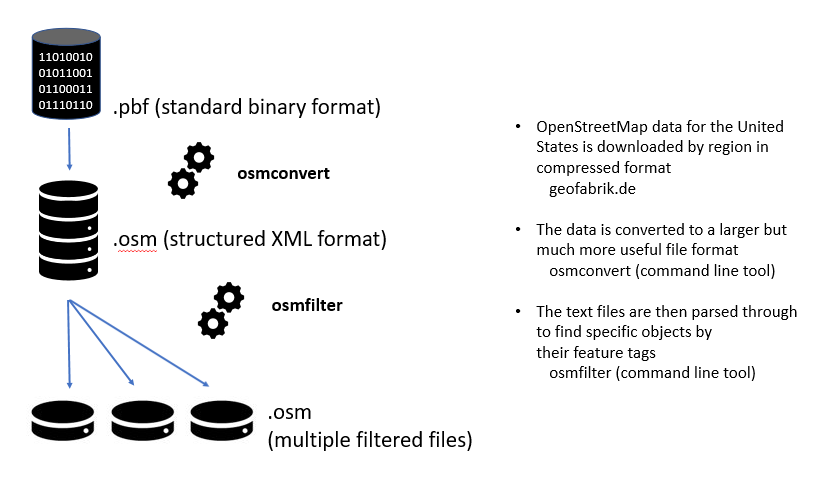 11010010
01011001
01100011
01110110
.pbf (standard binary format)
osmconvert
.osm (structured XML format)
osmfilter
.osm
(multiple filtered files)
• OpenStreetMap data for the United
States is downloaded by region in
compressed format
geofabrik.de
• The data is converted to a larger but
much more useful file format
osmconvert (command line tool)
• The text files are then parsed through
to find specific objects by
their feature tags
osmfilter (command line tool)